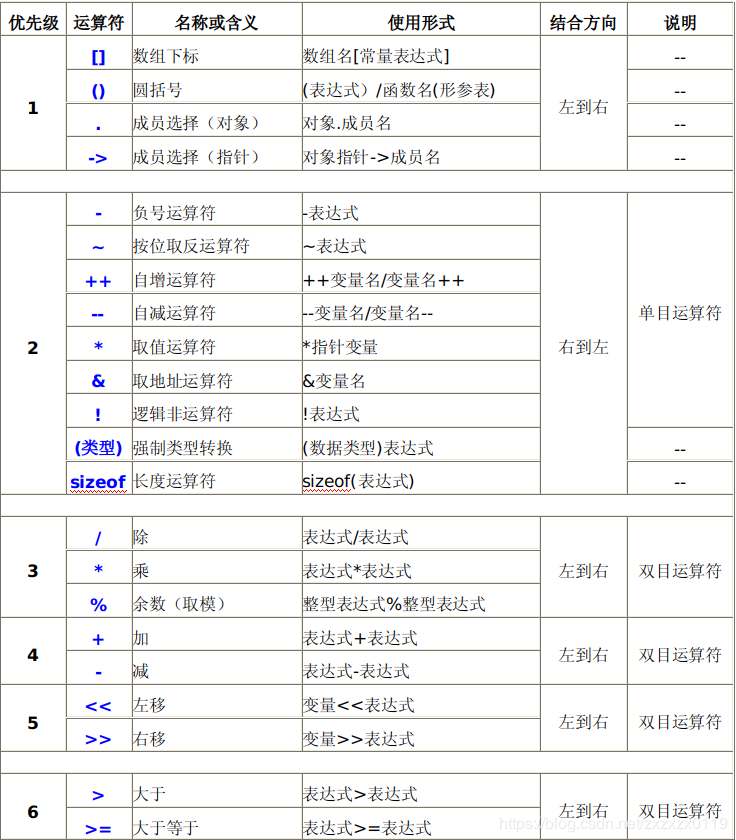 优先级 运算符 名称或含义 使用形式 结合方向 说明
1 [] 数组下标 数组名[常量表达式] 左到右 --
() 圆括号 (表达式）/函数名(形参表) --
. 成员选择（对象） 对象.成员名 --
-> 成员选择（指针） 对象指针->成员名 --
2 - 负号运算符 -表达式 右到左 单目运算符
~ 按位取反运算符 ~表达式
++ 自增运算符 ++变量名/变量名++
-- 自减运算符 --变量名/变量名--
* 取值运算符 *指针变量
& 取地址运算符 &变量名
! 逻辑非运算符 !表达式
(类型) 强制类型转换 (数据类型)表达式 --
sizeof 长度运算符 sizeof(表达式) --
3 / 除 表达式/表达式 左到右 双目运算符
* 乘 表达式*表达式
% 余数（取模） 整型表达式%整型表达式
4 + 加 表达式+表达式 左到右 双目运算符
- 减 表达式-表达式
5 << 左移 变量<<表达式 左到右 双目运算符
>> 右移 变量>>表达式
6 > 大于 表达式>表达式 左到右 双目运算符
>= 大于等于 表达式>=表达式